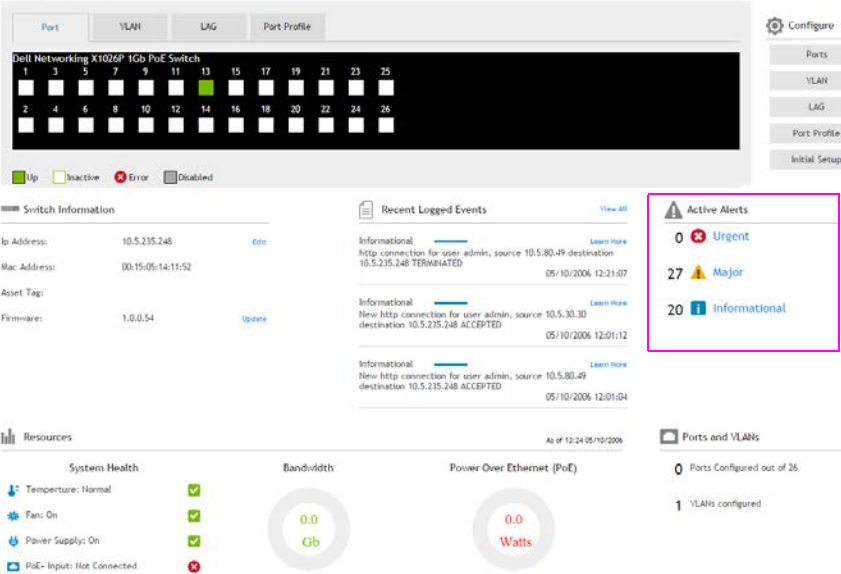 Port VLAN LAG Port Profile
Configure
Dell Networking X1026P 1Gb PoE Switch
1 3 5 7 9 11 13 15 17 19 21 23 25
2 4 6 8 10 12 14 16 18 20 22 24 26
Ports
VLAN
LAG
Port Profile
Initial Setup
Up Inactive Error Disabled
Switch Information
Ip Address: 10.5.235.248 Edit
Mac Address: 00:15:05:14:11:52
Asset Tag:
Firmware: 1.0.0.54 Update
Recent Logged Events View All
Informational Learn More
http connection for user admin, source 10.5.80.49 destination
10.5.235.248 TERMINATED
05/10/2006 12:21:07
Informational Learn More
New http connection for user admin, source 10.5.30.30
destination 10.5.235.248 ACCEPTED
05/10/2006 12:01:12
Informational Learn More
New http connection for user admin, source 10.5.80.49
destination 10.5.235.248 ACCEPTED
05/10/2006 12:01:04
Active Alerts
0 Urgent
27 Major
20 Informational
Resources As of 13:24 05/10/2006
System Health
Temperture: Normal
Fan: On
Power Supply: On
PoE- Input: Not Connected
Bandwidth
0.0
Gb
Power Over Ethernet (PoE)
0.0
Watts
Ports and VLANs
0 Ports Configured out of 26
1 VLANs configured